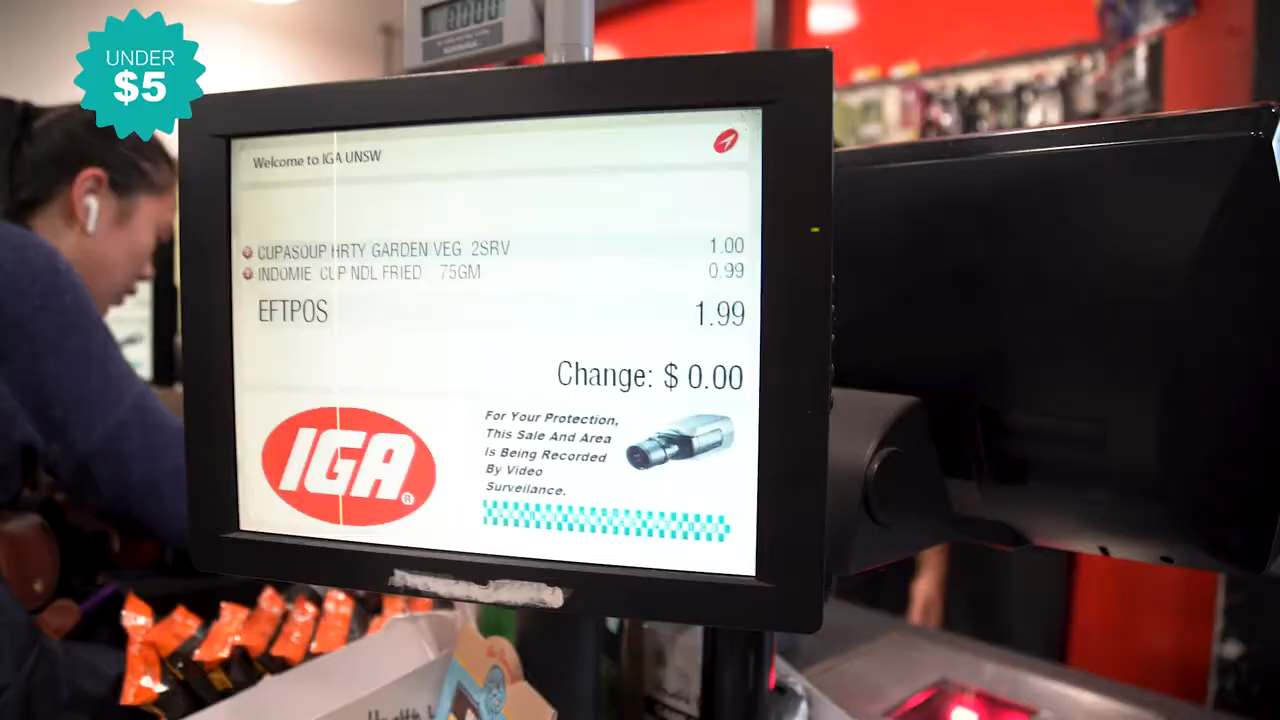 UNDER
$5
Welcome to IGA UNSW
CUPASOUP HRTY GARDEN VEG 2SRV 1.00
INDOMIE CUP NDL FRIED 75GM 0.99
EFTPOS 1.99
Change: $ 0.00
IGA ®
For Your Protection,
This Sale And Area
Is Being Recorded
By Video
Surveilance.